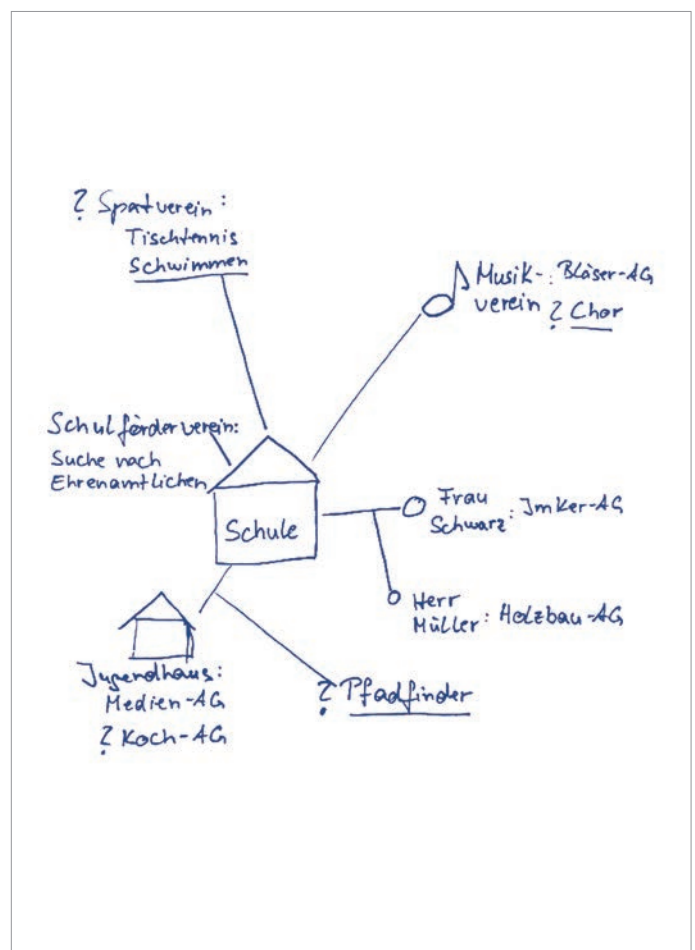 ? Sportverein:
Tischtennis
Schwimmen
Musik-: Bläser-AG
verein ? Chor
Schulförderverein:
Suche nach
Ehrenamtlichen
Schule
Frau
Schwarz: Imker-AG
Herr
Müller: Holzbau-AG
Jugendhaus:
Medien-AG
? Koch-AG
? Pfadfinder